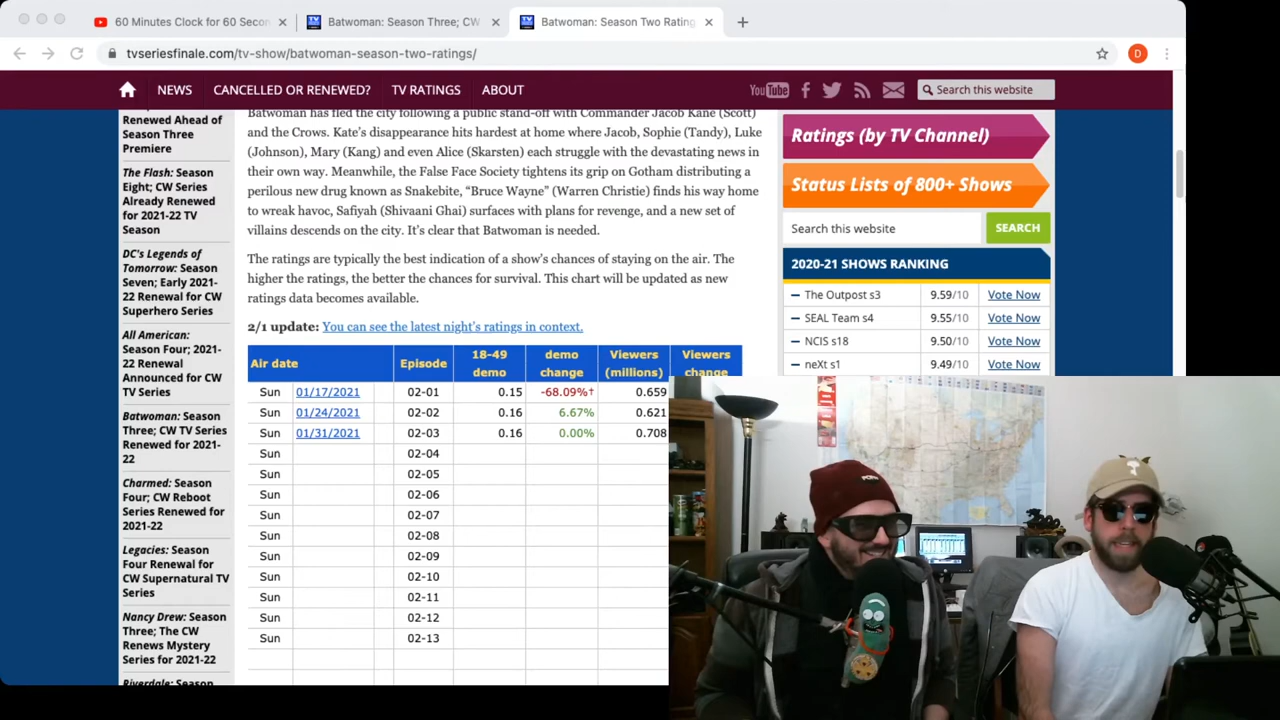 60 Minutes Clock for 60 Secon
Batwoman: Season Three; CW
Batwoman: Season Two Rating
tvseriesfinale.com/tv-show/batwoman-season-two-ratings/
D
NEWS
CANCELLED OR RENEWED?
TV RATINGS
ABOUT
YouTube
Search this website
Renewed Ahead of
Season Three
Premiere
The Flash: Season
Eight; CW Series
Already Renewed
for 2021-22 TV
Season
DC's Legends of
Tomorrow: Season
Seven; Early 2021-
22 Renewal for CW
Superhero Series
All American:
Season Four; 2021-
22 Renewal
Announced for CW
TV Series
Batwoman: Season
Three; CW TV Series
Renewed for 2021-
22
Charmed: Season
Four; CW Reboot
Series Renewed for
2021-22
Legacies: Season
Four Renewal for
CW Supernatural TV
Series
Nancy Drew: Season
Three; The CW
Renews Mystery
Series for 2021-22
Riverdale: Season
Batwoman has fled the city following a public stand-off with Commander Jacob Kane (Scott)
and the Crows. Kate's disappearance hits hardest at home where Jacob, Sophie (Tandy), Luke
(Johnson), Mary (Kang) and even Alice (Skarsten) each struggle with the devastating news in
their own way. Meanwhile, the False Face Society tightens its grip on Gotham distributing a
perilous new drug known as Snakebite, “Bruce Wayne” (Warren Christie) finds his way home
to wreak havoc, Safiyah (Shivaani Ghai) surfaces with plans for revenge, and a new set of
villains descends on the city. It's clear that Batwoman is needed.
The ratings are typically the best indication of a show's chances of staying on the air. The
higher the ratings, the better the chances for survival. This chart will be updated as new
ratings data becomes available.
2/1 update: You can see the latest night's ratings in context.
Air date Episode 18-49 demo demo change Viewers (millions) Viewers change
Sun 01/17/2021 02-01 0.15 -68.09%† 0.659
Sun 01/24/2021 02-02 0.16 6.67% 0.621
Sun 01/31/2021 02-03 0.16 0.00% 0.708
Sun 02-04
Sun 02-05
Sun 02-06
Sun 02-07
Sun 02-08
Sun 02-09
Sun 02-10
Sun 02-11
Sun 02-12
Sun 02-13
Ratings (by TV Channel)
Status Lists of 800+ Shows
Search this website
SEARCH
2020-21 SHOWS RANKING
– The Outpost s3 9.59/10 Vote Now
– SEAL Team s4 9.55/10 Vote Now
– NCIS s18 9.50/10 Vote Now
– neXt s1 9.49/10 Vote Now